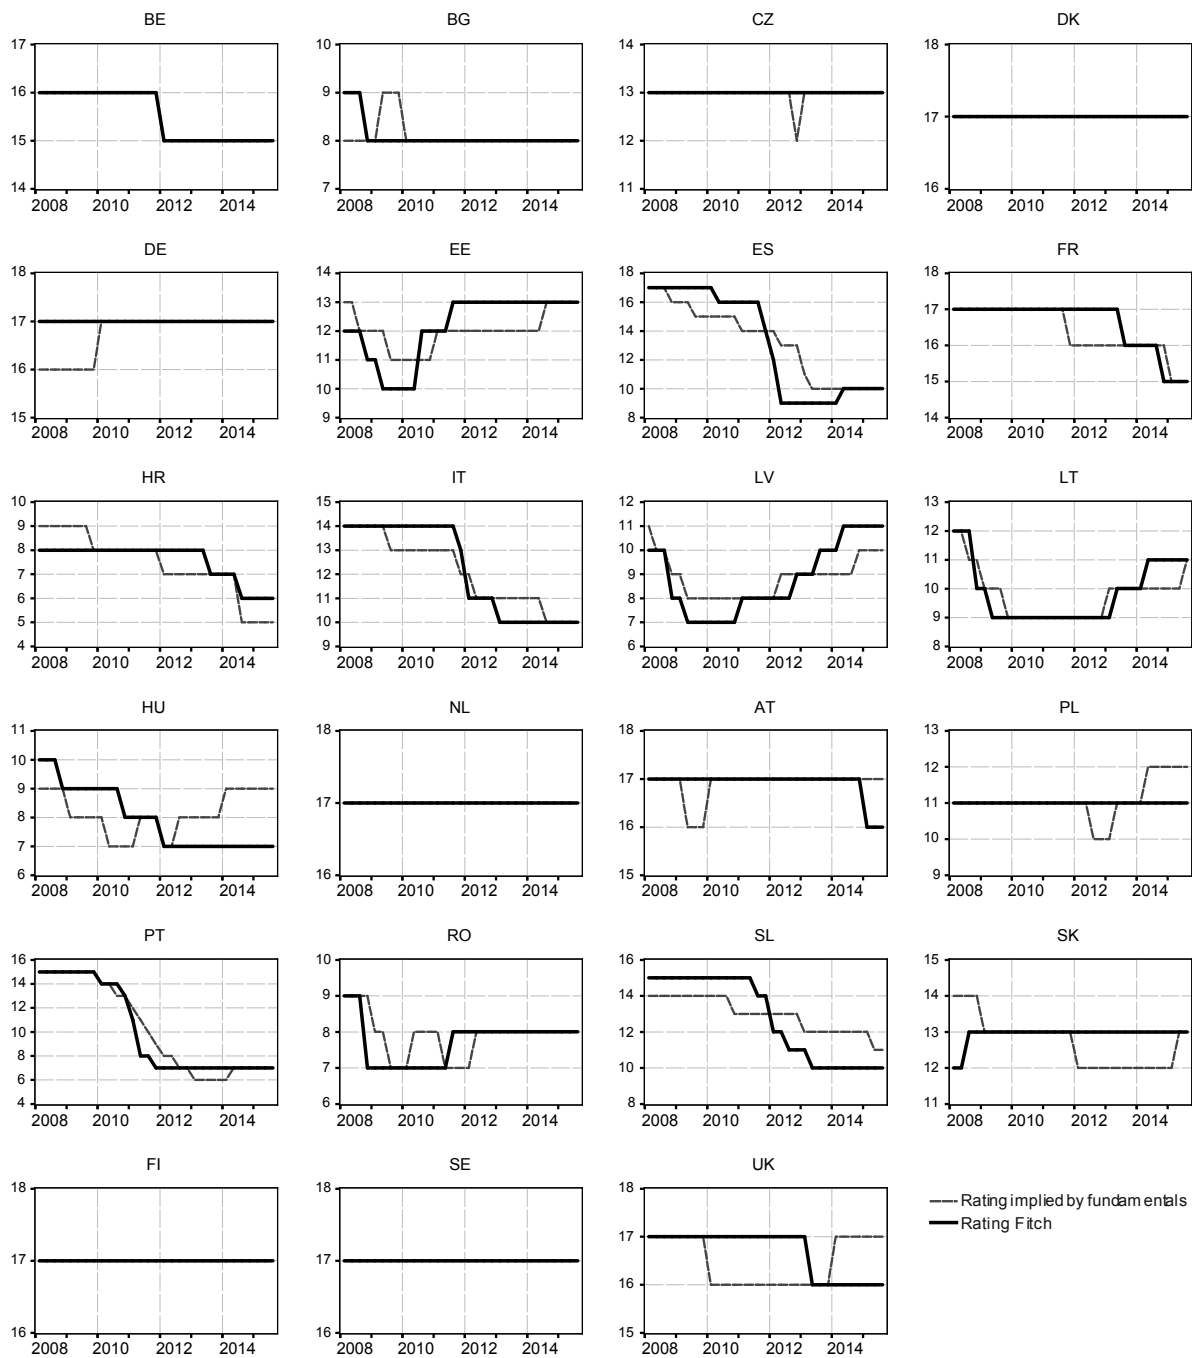 BE BG CZ DK
17 10 14 18
16 9 13 17
15 8 12
14 7 11 16
2008 2010 2012 2014 2008 2010 2012 2014 2008 2010 2012 2014 2008 2010 2012 2014
DE EE ES FR
18 14 18 18
17 13 16 17
12 14 16
16 11 12 15
10 10
15 9 8 14
2008 2010 2012 2014 2008 2010 2012 2014 2008 2010 2012 2014 2008 2010 2012 2014
HR IT LV LT
10 15 12 13
9 14 11 12
8 13 10 11
7 12 9 10
6 11 8 9
5 10 7
4 9 6 8
2008 2010 2012 2014 2008 2010 2012 2014 2008 2010 2012 2014 2008 2010 2012 2014
HU NL AT PL
11 18 18 13
10 17 12
9 17 11
8 16 10
7
6 16 15 9
2008 2010 2012 2014 2008 2010 2012 2014 2008 2010 2012 2014 2008 2010 2012 2014
PT RO SL SK
16 10 16 15
14 9 14 14
12 8 12 13
10 7 10 12
8
6
4 6 8 11
2008 2010 2012 2014 2008 2010 2012 2014 2008 2010 2012 2014 2008 2010 2012 2014
FI SE UK
18 18 18
17 17 17
16
16 16 15
2008 2010 2012 2014 2008 2010 2012 2014 2008 2010 2012 2014
Rating implied by fundamentals
Rating Fitch